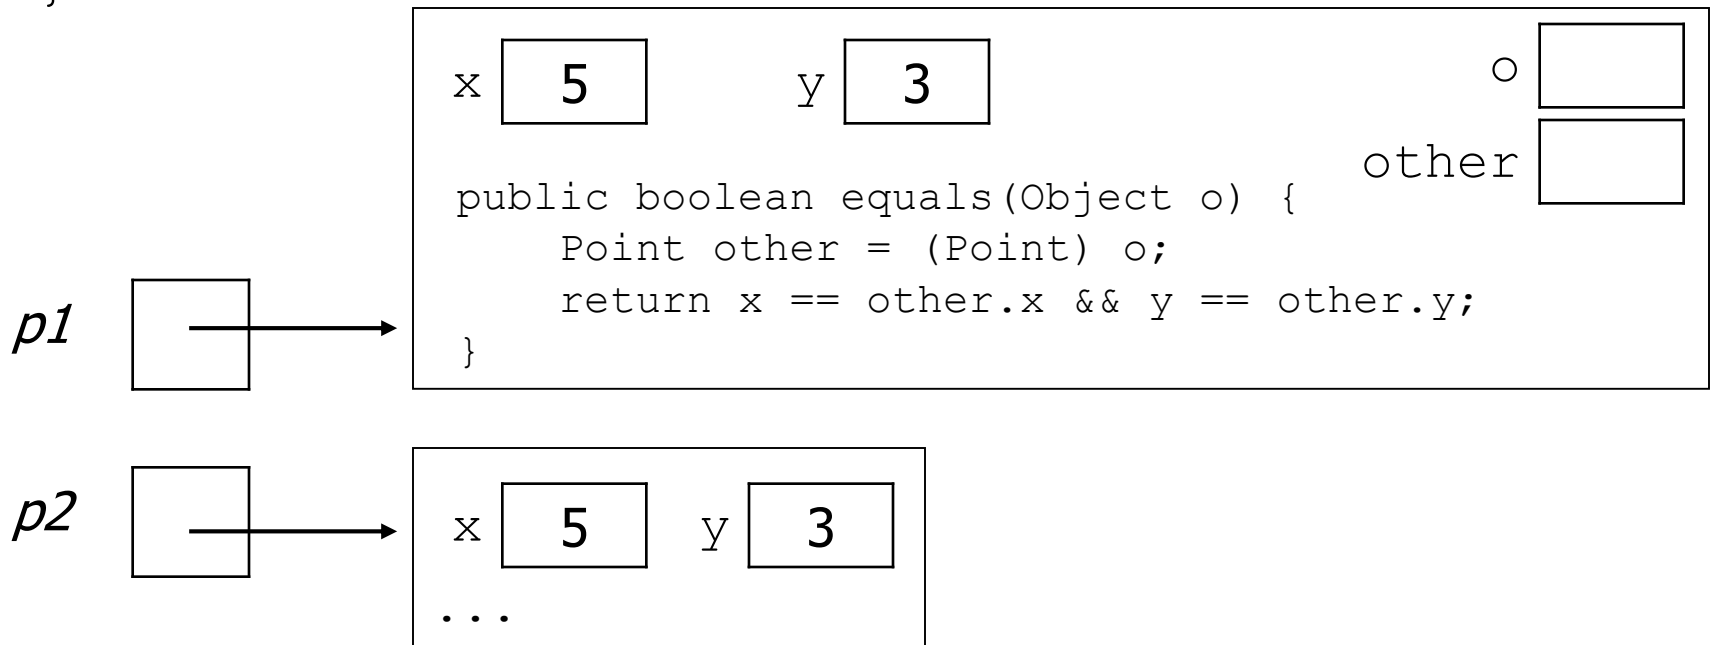 }
x 5 y 3 o
other
public boolean equals(Object o) {
Point other = (Point) o;
return x == other.x && y == other.y;
}
p1
p2
x 5 y 3
...